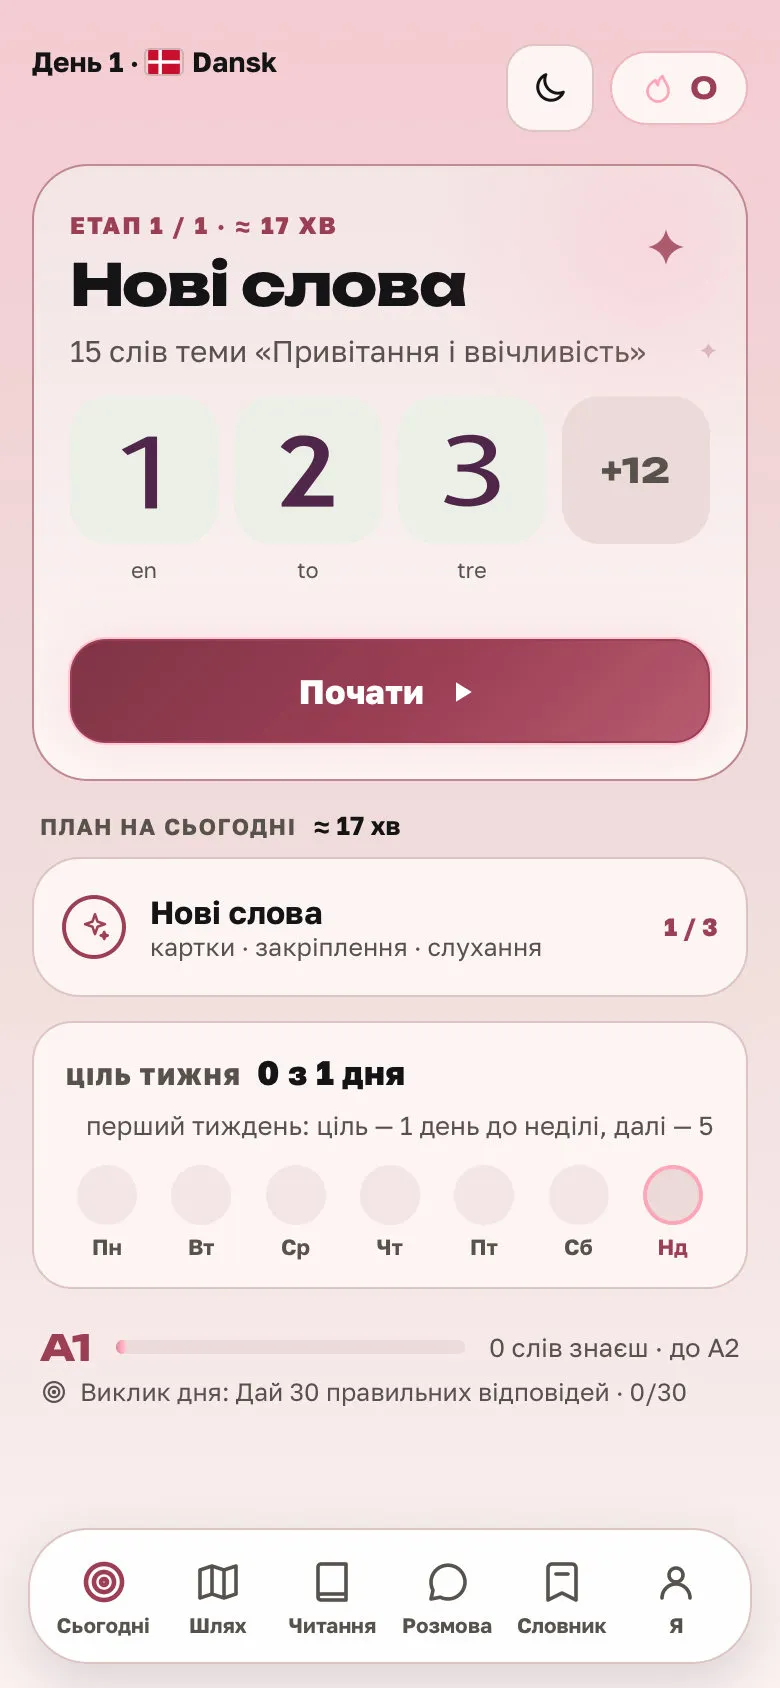 День 1 · Dansk
0
ЕТАП 1 / 1 · ≈ 17 ХВ
Нові слова
15 слів теми «Привітання і ввічливість»
1 2 3 +12
en to tre
Почати
ПЛАН НА СЬОГОДНІ ≈ 17 хв
Нові слова
1 / 3
картки · закріплення · слухання
ціль тижня 0 з 1 дня
перший тиждень: ціль — 1 день до неділі, далі — 5
Пн Вт Ср Чт Пт Сб Нд
A1 0 слів знаєш · до A2
Виклик дня: Дай 30 правильних відповідей · 0/30
Сьогодні Шлях Читання Розмова Словник Я